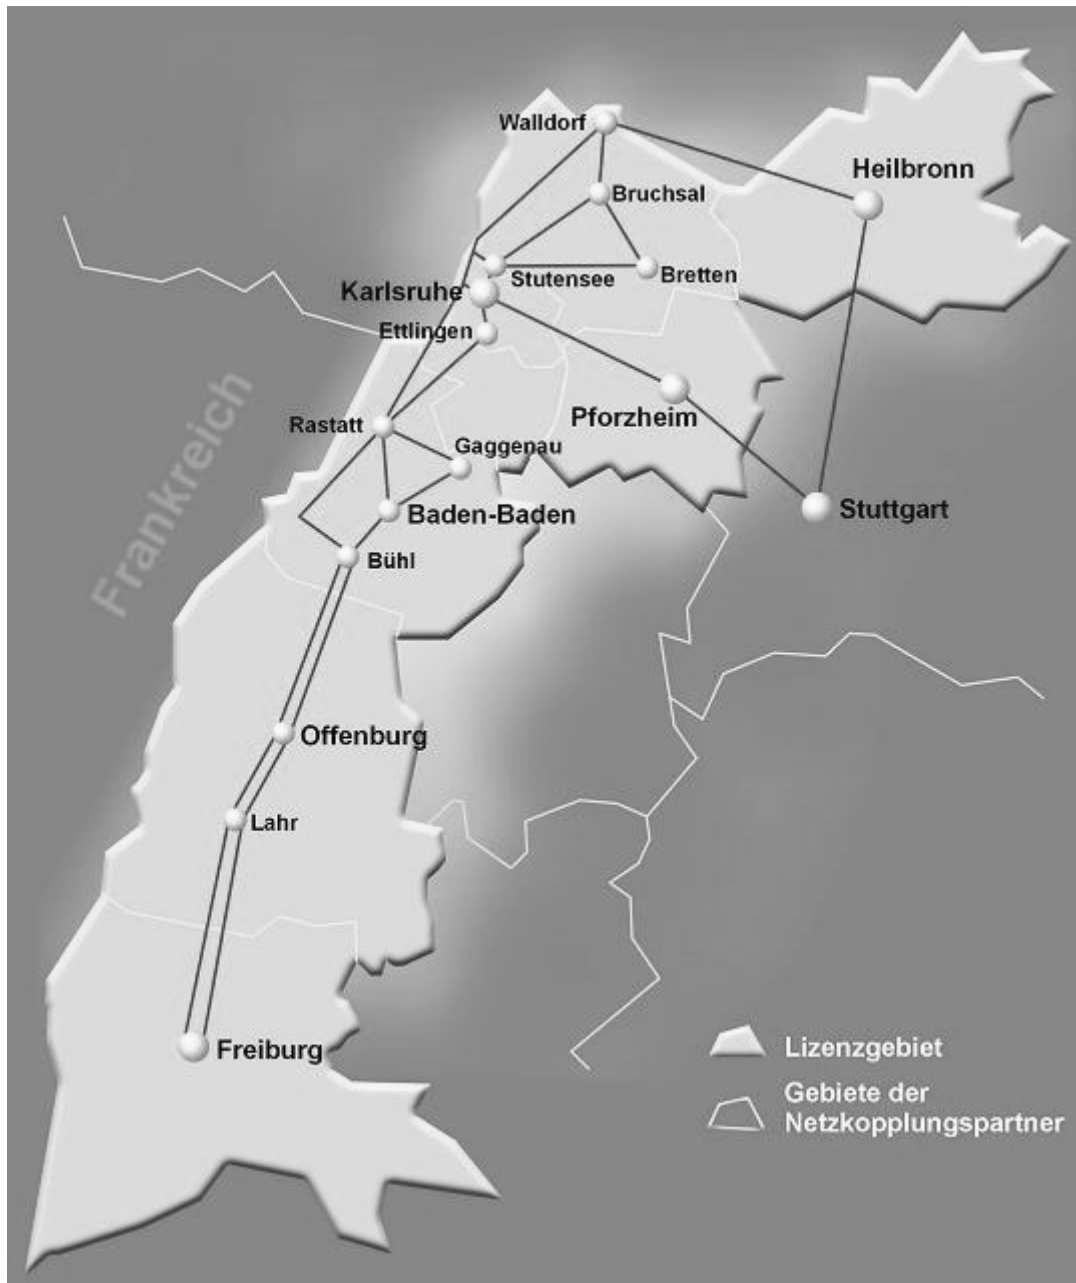 Walldorf
Heilbronn
Bruchsal
Stutensee
Bretten
Karlsruhe
Ettlingen
Frankreich
Pforzheim
Rastatt
Gaggenau
Baden-Baden
Stuttgart
Bühl
Offenburg
Lahr
Freiburg
Lizenzgebiet
Gebiete der
Netzkopplungspartner